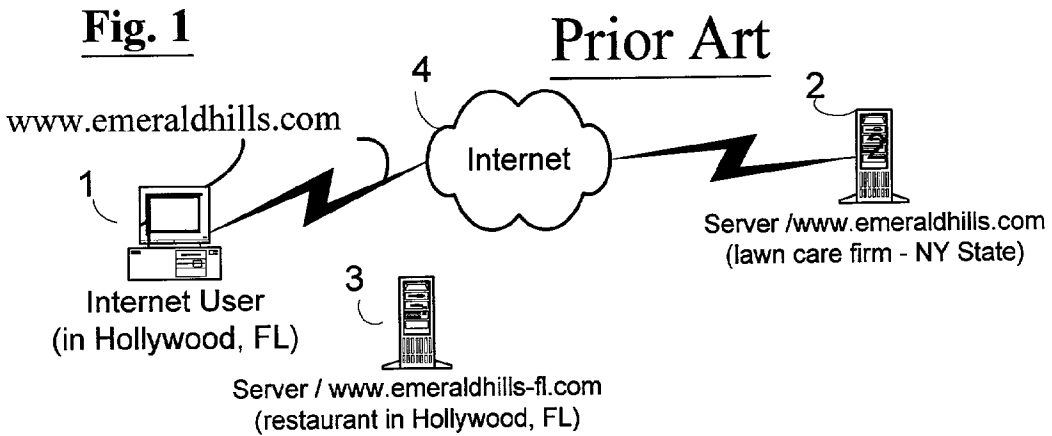 Fig. 1
Prior Art
4
2
www.emeraldhills.com
Internet
1
2
Server /www.emeraldhills.com
(lawn care firm - NY State)
3
Internet User
(in Hollywood, FL)
Server / www.emeraldhills-fl.com
(restaurant in Hollywood, FL)